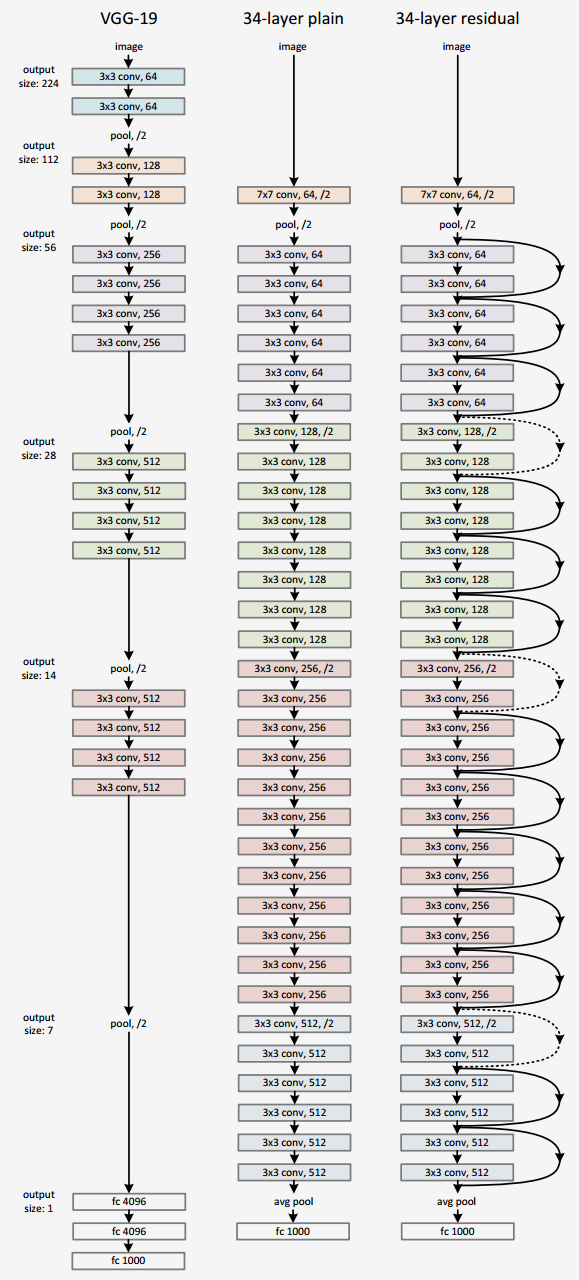 VGG-19
image
output
size: 224
3x3 conv, 64
3x3 conv, 64
pool, /2
output
size: 112
3x3 conv, 128
3x3 conv, 128
pool, /2
output
size: 56
3x3 conv, 256
3x3 conv, 256
3x3 conv, 256
3x3 conv, 256
pool, /2
output
size: 28
3x3 conv, 512
3x3 conv, 512
3x3 conv, 512
3x3 conv, 512
pool, /2
output
size: 14
3x3 conv, 512
3x3 conv, 512
3x3 conv, 512
3x3 conv, 512
output
size: 7
pool, /2
output
size: 1
fc 4096
fc 4096
fc 1000
34-layer plain
image
7x7 conv, 64, /2
pool, /2
3x3 conv, 64
3x3 conv, 64
3x3 conv, 64
3x3 conv, 64
3x3 conv, 64
3x3 conv, 64
3x3 conv, 128, /2
3x3 conv, 128
3x3 conv, 128
3x3 conv, 128
3x3 conv, 128
3x3 conv, 128
3x3 conv, 128
3x3 conv, 128
3x3 conv, 256, /2
3x3 conv, 256
3x3 conv, 256
3x3 conv, 256
3x3 conv, 256
3x3 conv, 256
3x3 conv, 256
3x3 conv, 256
3x3 conv, 256
3x3 conv, 256
3x3 conv, 256
3x3 conv, 256
3x3 conv, 512, /2
3x3 conv, 512
3x3 conv, 512
3x3 conv, 512
3x3 conv, 512
3x3 conv, 512
avg pool
fc 1000
34-layer residual
image
7x7 conv, 64, /2
pool, /2
3x3 conv, 64
3x3 conv, 64
3x3 conv, 64
3x3 conv, 64
3x3 conv, 64
3x3 conv, 64
3x3 conv, 128, /2
3x3 conv, 128
3x3 conv, 128
3x3 conv, 128
3x3 conv, 128
3x3 conv, 128
3x3 conv, 128
3x3 conv, 128
3x3 conv, 256, /2
3x3 conv, 256
3x3 conv, 256
3x3 conv, 256
3x3 conv, 256
3x3 conv, 256
3x3 conv, 256
3x3 conv, 256
3x3 conv, 256
3x3 conv, 256
3x3 conv, 256
3x3 conv, 256
3x3 conv, 512, /2
3x3 conv, 512
3x3 conv, 512
3x3 conv, 512
3x3 conv, 512
3x3 conv, 512
avg pool
fc 1000